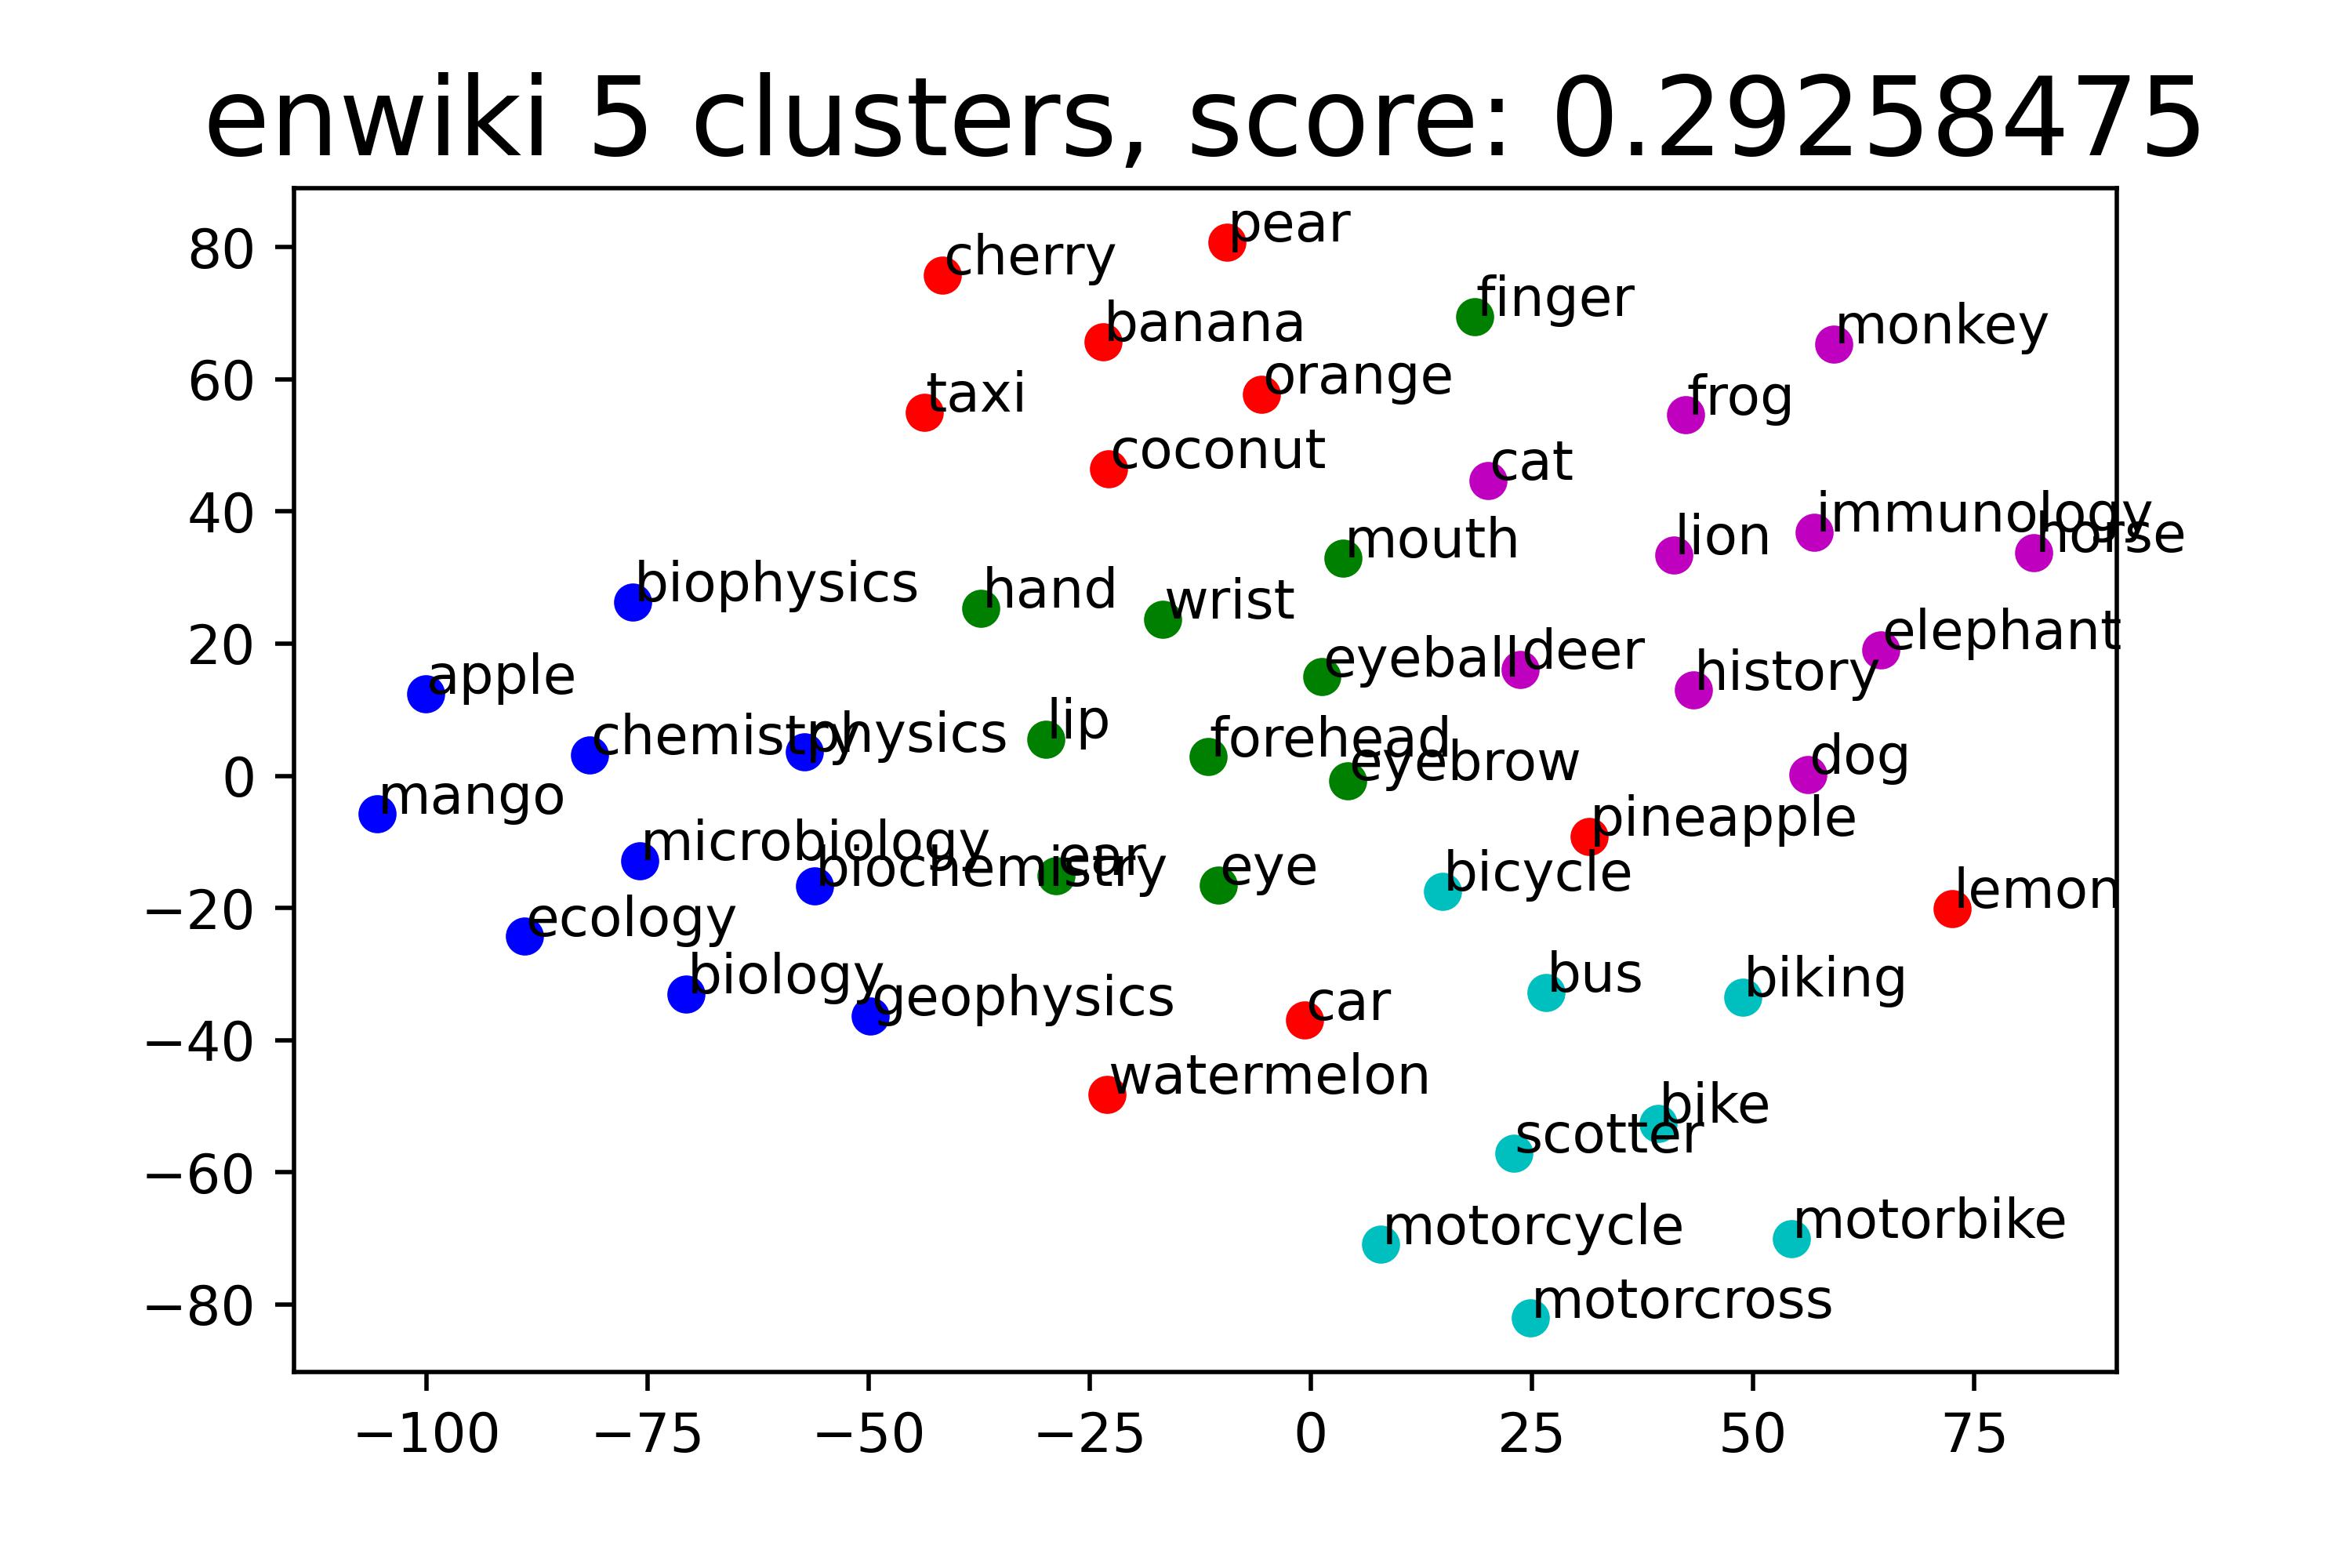 enwiki 5 clusters, score: 0.29258475
pear
cherry
finger
banana
monkey
orange
taxi
frog
coconut
cat
immunology
horse
lion
mouth
biophysics
hand
wrist
elephant
eyeball
deer
history
apple
lip
chemistry
physics
forehead
eyebrow
dog
mango
pineapple
microbiology
biochemistry
ear
eye
bicycle
lemon
ecology
biology
bus
biking
geophysics
car
watermelon
bike
scotter
motorcycle
motorbike
motorcross
80
60
40
20
0
−20
−40
−60
−80
−100 −75 −50 −25 0 25 50 75